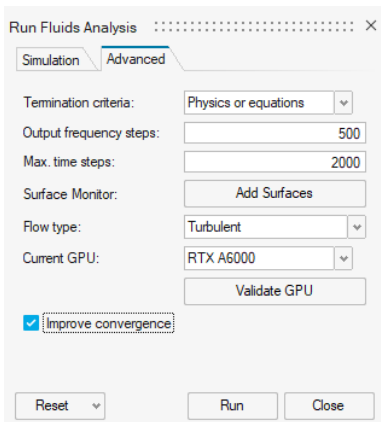 Run Fluids Analysis
Simulation Advanced
Termination criteria: Physics or equations
Output frequency steps: 500
Max. time steps: 2000
Surface Monitor: Add Surfaces
Flow type: Turbulent
Current GPU: RTX A6000
Validate GPU
Improve convergence
Reset Run Close